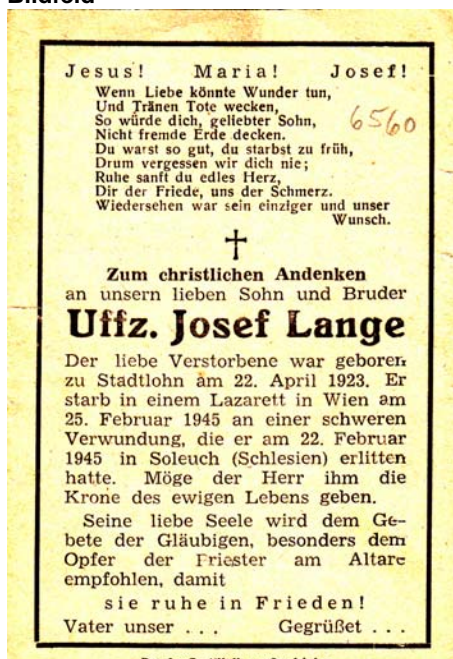 Bildfeld
Jesus! Maria! Josef!
Wenn Liebe könnte Wunder tun,
Und Tränen Tote wecken,
So würde dich, geliebter Sohn,
Nicht fremde Erde decken.
Du warst so gut, du starbst zu früh,
Drum vergessen wir dich nie;
Ruhe sanft du edles Herz,
Dir der Friede, uns der Schmerz.
Wiedersehen war sein einziger und unser
Wunsch.
6560
Zum christlichen Andenken
an unsern lieben Sohn und Bruder
Uffz. Josef Lange
Der liebe Verstorbene war geboren
zu Stadtlohn am 22. April 1923. Er
starb in einem Lazarett in Wien am
25. Februar 1945 an einer schweren
Verwundung, die er am 22. Februar
1945 in Soleuch (Schlesien) erlitten
hatte. Möge der Herr ihm die
Krone des ewigen Lebens geben.
Seine liebe Seele wird dem Ge-
bete der Gläubigen, besonders dem
Opfer der Priester am Altare
empfohlen, damit
sie ruhe in Frieden!
Vater unser . . . Gegrüßet . . .